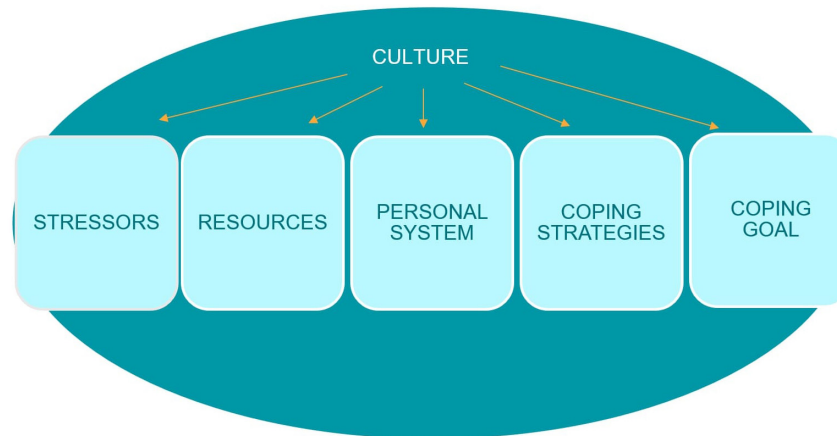 CULTURE
STRESSORS
RESOURCES
PERSONAL
SYSTEM
COPING
STRATEGIES
COPING
GOAL